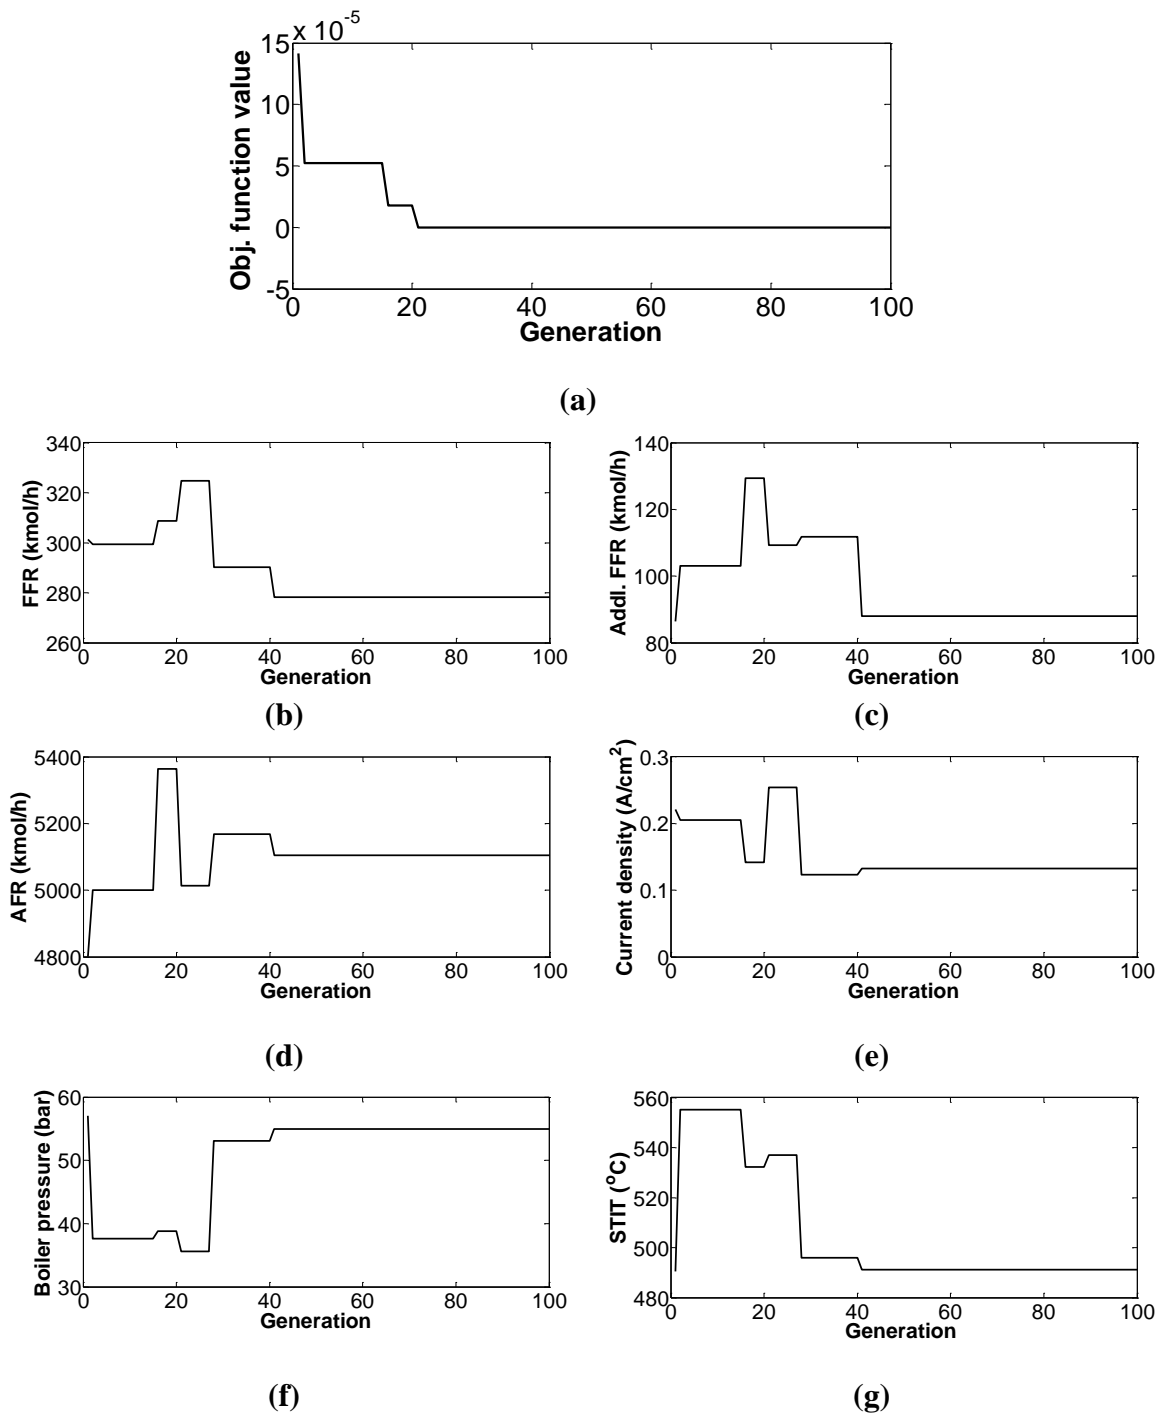 x 10-5
Obj. function value
15
10
5
0
-5
0 20 40 60 80 100
Generation
(a)
FFR (kmol/h)
340
320
300
280
260
0 20 40 60 80 100
Generation
(b)
Addl. FFR (kmol/h)
140
120
100
80
0 20 40 60 80 100
Generation
(c)
AFR (kmol/h)
5400
5200
5000
4800
0 20 40 60 80 100
Generation
(d)
Current density (A/cm2)
0.3
0.2
0.1
0
0 20 40 60 80 100
Generation
(e)
Boiler pressure (bar)
60
50
40
30
0 20 40 60 80 100
Generation
(f)
STIT (oC)
560
540
520
500
480
0 20 40 60 80 100
Generation
(g)